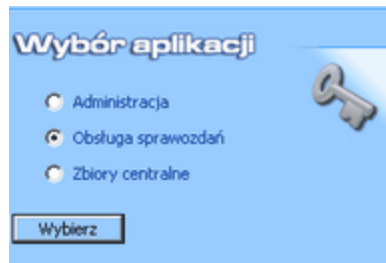 Wybór aplikacji
Administracja
Obsługa sprawozdań
Zbiory centralne
Wybierz